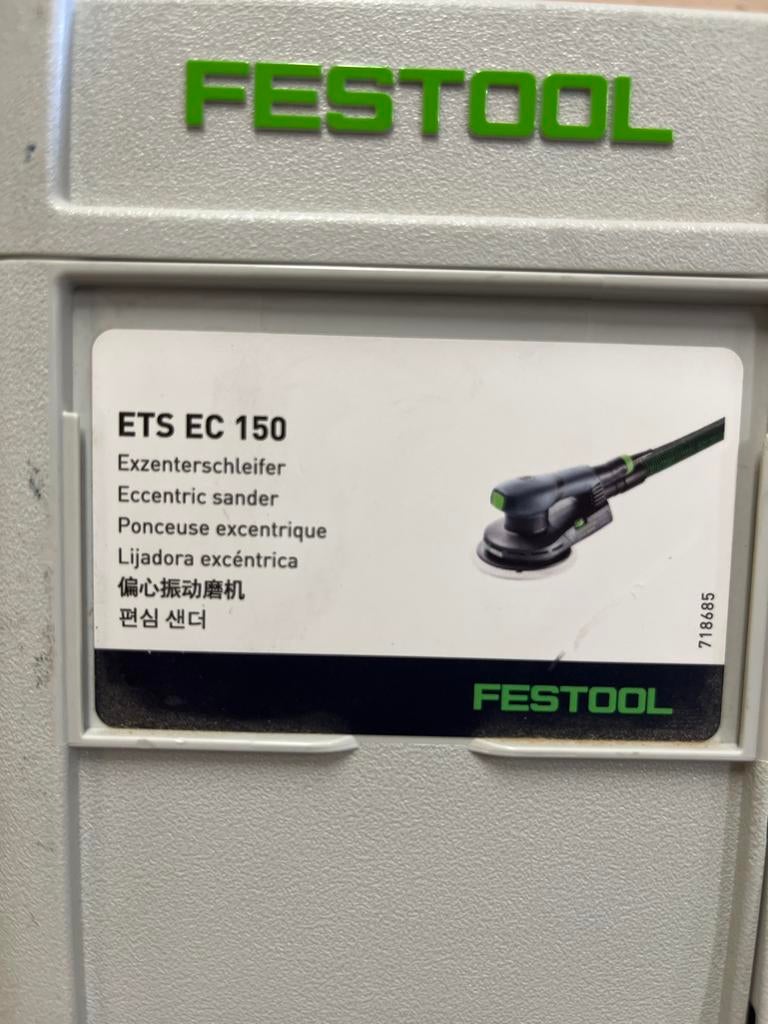 FESTOOL
ETS EC 150
Exzenterschleifer
Eccentric sander
Ponceuse excentrique
Lijadora excéntrica
偏心振动磨机
편심 샌더
718685
FESTOOL